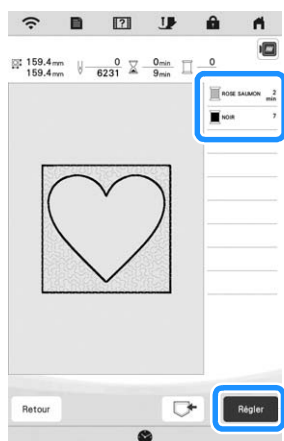 159.4mm 0 0min 0
159.4mm 6231 9min
ROSE SAUMON 2 min
NOIR 7
Retour Régler